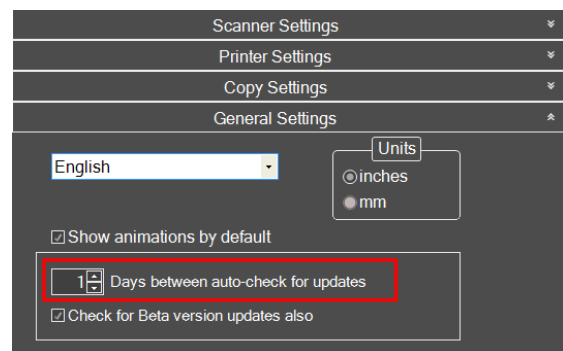 Scanner Settings
Printer Settings
Copy Settings
General Settings
Units
English
inches
mm
Show animations by default
1 Days between auto-check for updates
Check for Beta version updates also